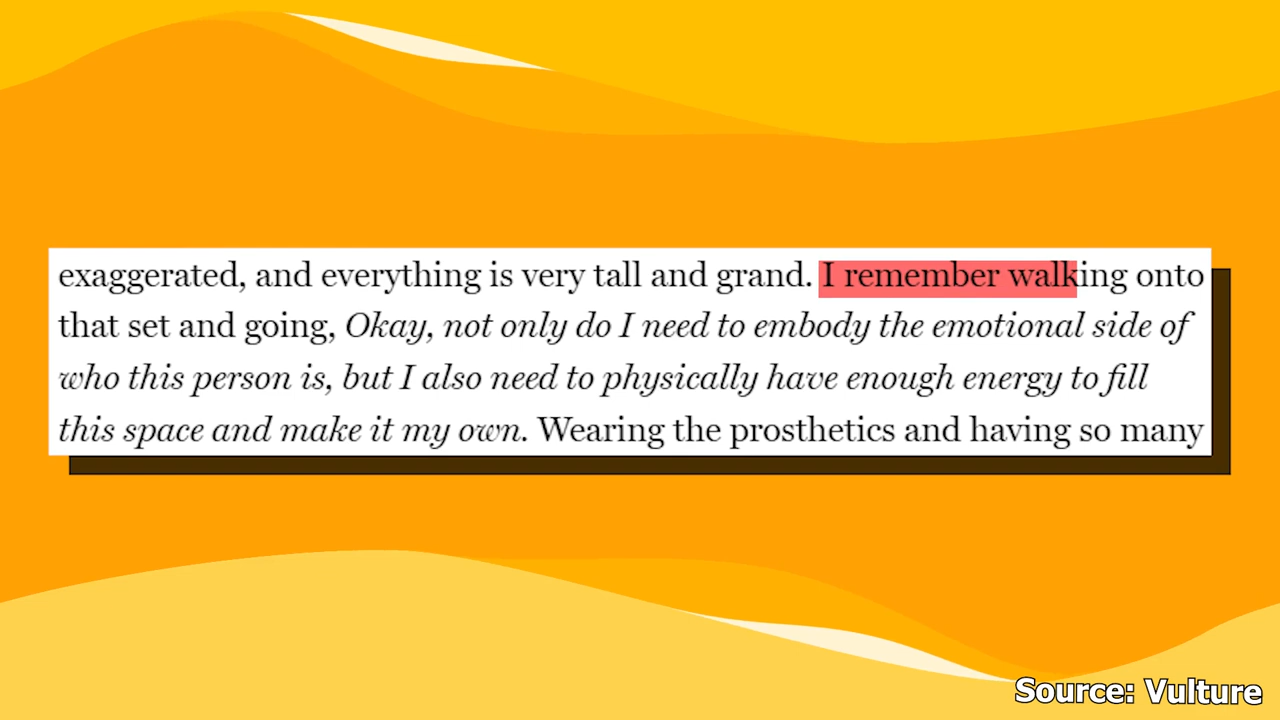 exaggerated, and everything is very tall and grand. I remember walking onto
that set and going, Okay, not only do I need to embody the emotional side of
who this person is, but I also need to physically have enough energy to fill
this space and make it my own. Wearing the prosthetics and having so many
Source: Vulture